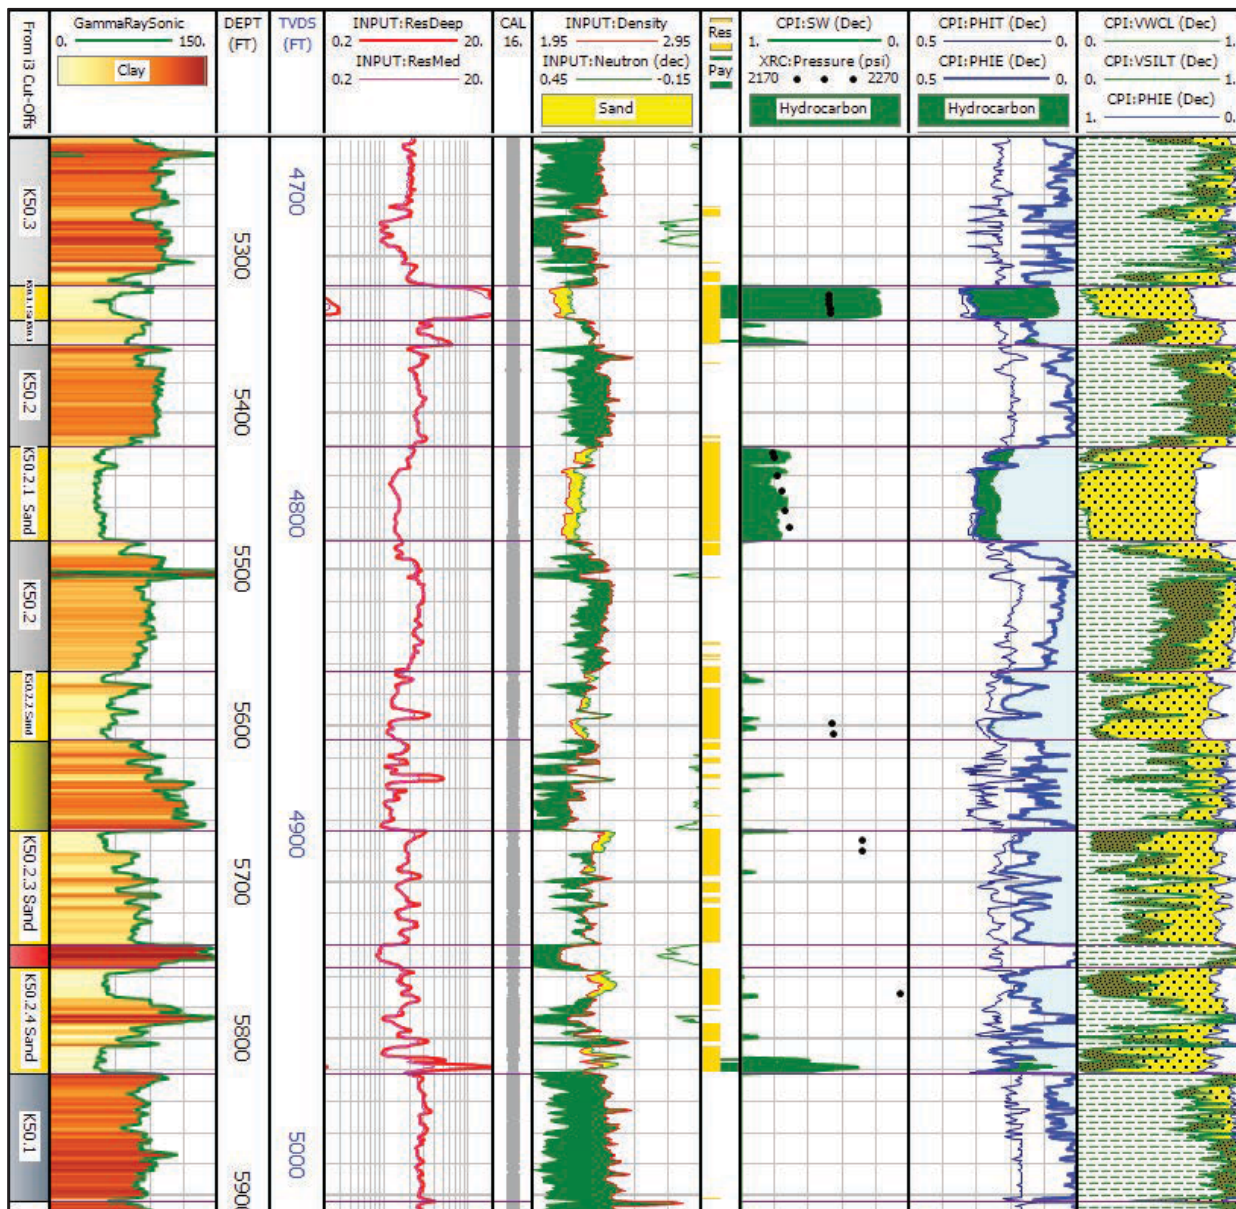 From i3 Cut-Offs
GammaRaySonic
0. 150.
Clay
DEPT
(FT)
TVDS
(FT)
INPUT:ResDeep
0.2 20.
INPUT:ResMed
0.2 20.
CAL
16.
INPUT:Density
1.95 2.95
INPUT:Neutron (dec)
0.45 -0.15
Sand
Res
Pay
CPI:SW (Dec)
1. 0.
XRC:Pressure (psi)
2170 2270
Hydrocarbon
CPI:PHIT (Dec)
0.5 0.
CPI:PHIE (Dec)
0.5 0.
Hydrocarbon
CPI:VWCL (Dec)
0. 1.
CPI:VSILT (Dec)
0. 1.
CPI:PHIE (Dec)
1. 0.
K50.3
K50.2
K50.2.1 Sand
K50.2
K50.2.2 Sand
K50.2.3 Sand
K50.2.4 Sand
K50.1
5300
5400
5500
5600
5700
5800
5900
4700
4800
4900
5000